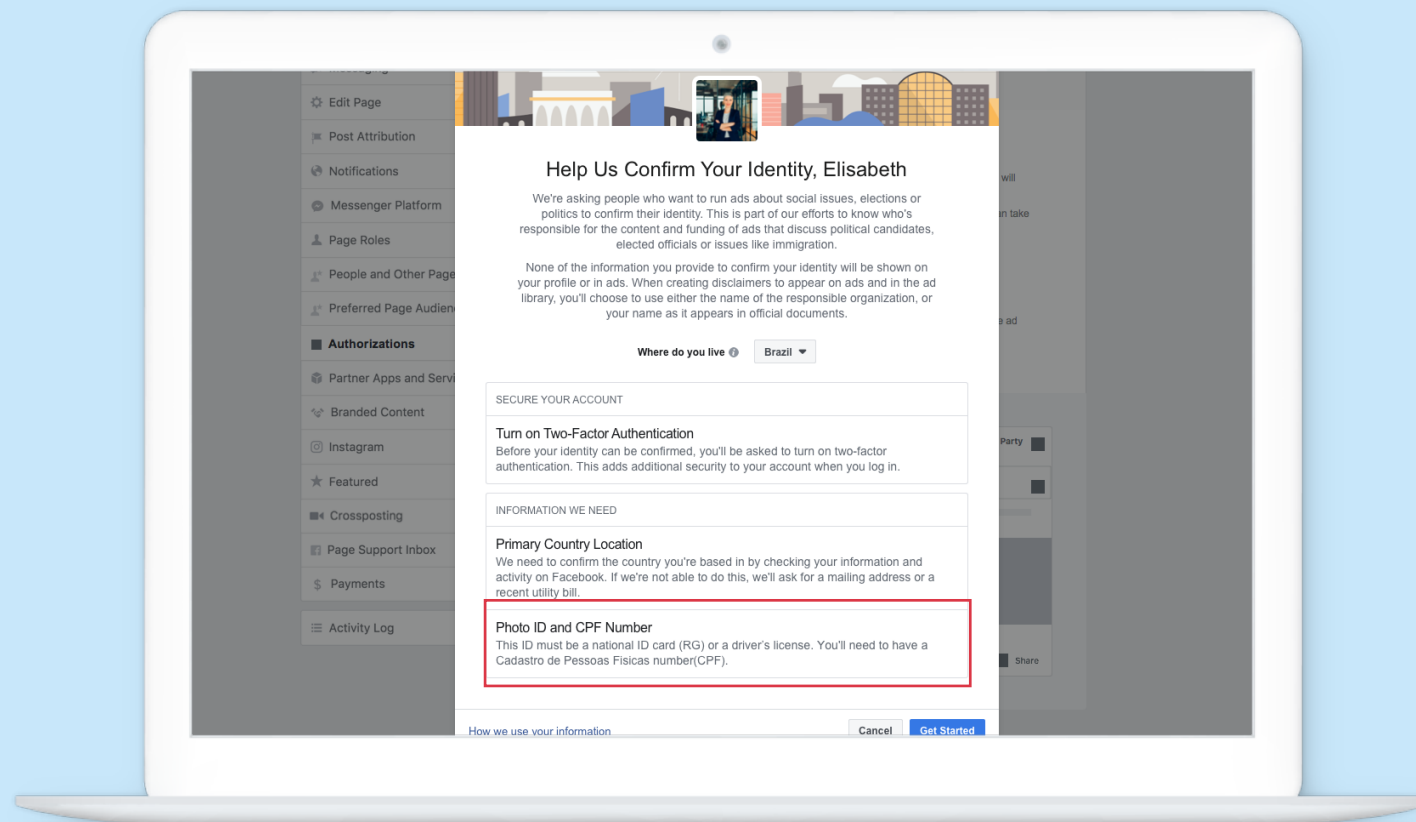 Edit Page
Post Attribution
Notifications
Messenger Platform
Page Roles
People and Other Page
Preferred Page Audien
Authorizations
Partner Apps and Servi
Branded Content
Instagram
Featured
Crossposting
Page Support Inbox
Payments
Activity Log
Help Us Confirm Your Identity, Elisabeth
We're asking people who want to run ads about social issues, elections or
politics to confirm their identity. This is part of our efforts to know who's
responsible for the content and funding of ads that discuss political candidates,
elected officials or issues like immigration.
None of the information you provide to confirm your identity will be shown on
your profile or in ads. When creating disclaimers to appear on ads and in the ad
library, you'll choose to use either the name of the responsible organization, or
your name as it appears in official documents.
Where do you live
Brazil
SECURE YOUR ACCOUNT
Turn on Two-Factor Authentication
Before your identity can be confirmed, you'll be asked to turn on two-factor
authentication. This adds additional security to your account when you log in.
INFORMATION WE NEED
Primary Country Location
We need to confirm the country you're based in by checking your information and
activity on Facebook. If we're not able to do this, we'll ask for a mailing address or a
recent utility bill.
Photo ID and CPF Number
This ID must be a national ID card (RG) or a driver's license. You'll need to have a
Cadastro de Pessoas Fisicas number(CPF).
How we use your information
Cancel
Get Started
will
an take
e ad
Party
Share